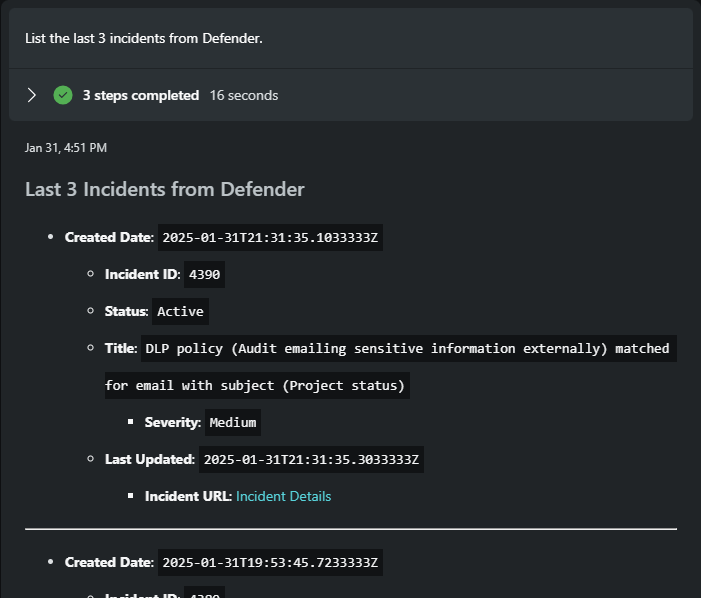 List the last 3 incidents from Defender.
3 steps completed 16 seconds
Jan 31, 4:51 PM
Last 3 Incidents from Defender
• Created Date: 2025-01-31T21:31:35.1033333Z
○ Incident ID: 4390
○ Status: Active
○ Title: DLP policy (Audit emailing sensitive information externally) matched
for email with subject (Project status)
▪ Severity: Medium
○ Last Updated: 2025-01-31T21:31:35.3033333Z
▪ Incident URL: Incident Details
• Created Date: 2025-01-31T19:53:45.7233333Z
○ Incident ID: